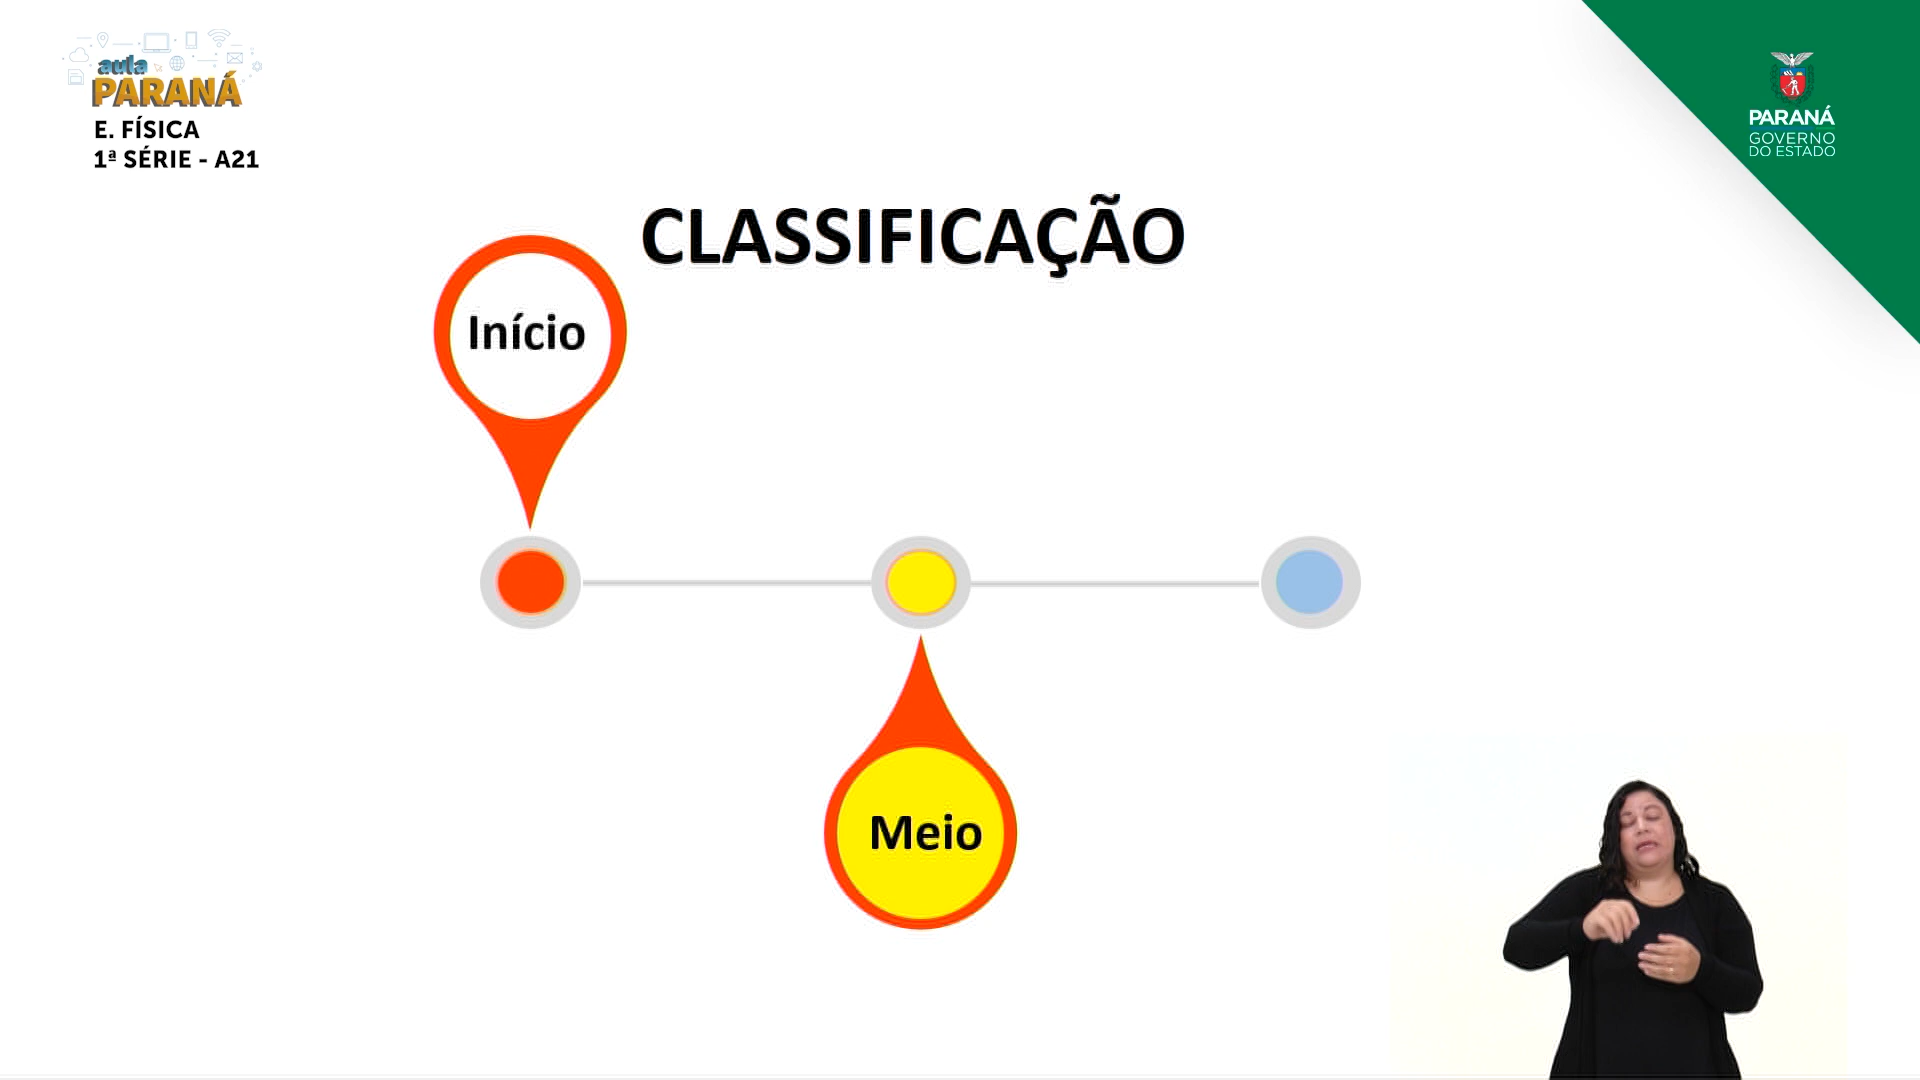 aula
PARANÁ
E. FÍSICA
1ª SÉRIE - A21
PARANÁ
GOVERNO
DO ESTADO
CLASSIFICAÇÃO
Início
Meio